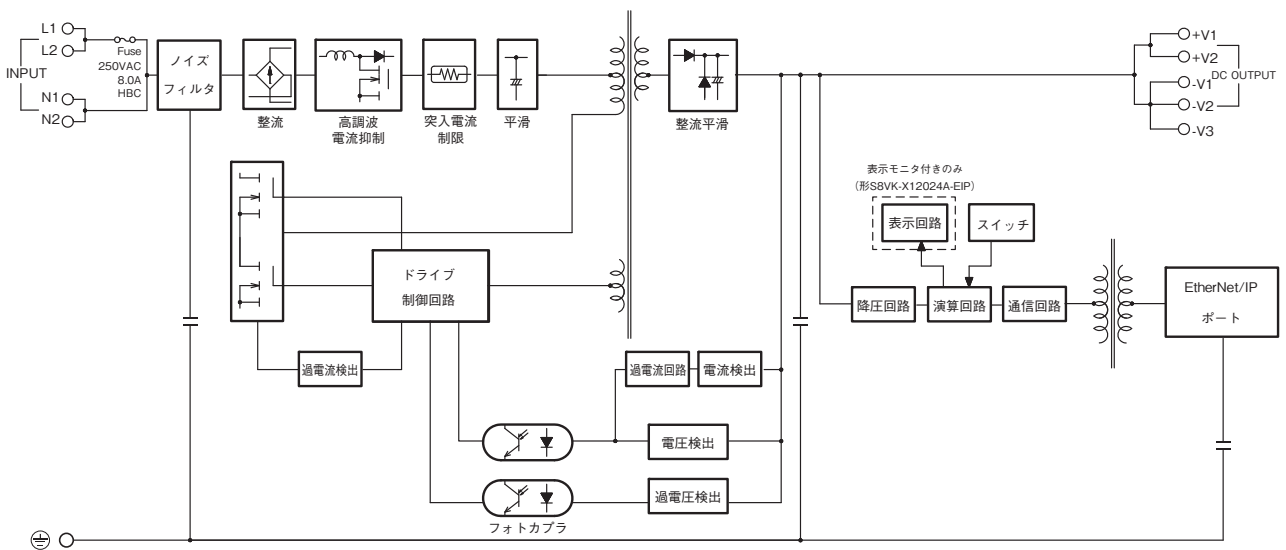 L1
L2
INPUT
N1
N2
Fuse
250VAC
8.0A
HBC
ノイズ
フィルタ
整流
高調波
電流抑制
突入電流
制限
平滑
整流平滑
+V1
+V2
DC OUTPUT
-V1
-V2
-V3
表示モニタ付きのみ
(形S8VK-X12024A-EIP)
表示回路
スイッチ
ドライブ
制御回路
降圧回路
演算回路
通信回路
EtherNet/IP
ポート
過電流検出
過電流回路
電流検出
電圧検出
過電圧検出
フォトカプラ